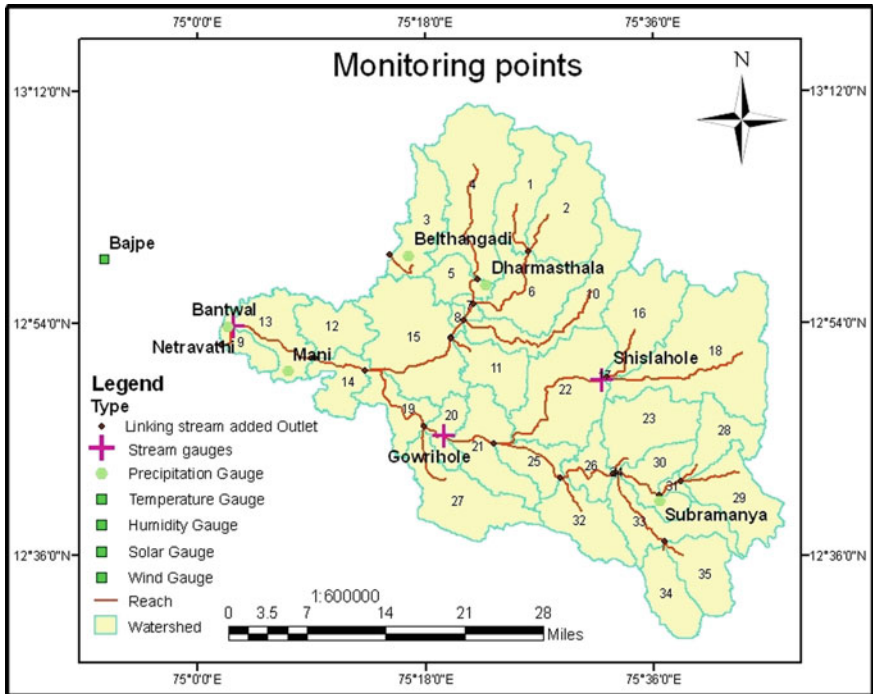 75°0'0"E 75°18'0"E 75°36'0"E
Monitoring points
N
13°12'0"N 13°12'0"N
4 1 2
3
Belthangadi
Bajpe
5 Dharmasthala
6 10
7
16
Bantwal
8
12°54'0"N 13 12 12°54'0"N
15
Netravathi 9
Mani
Shislahole 18
11
17
14 22
Legend
Type
19 20 23
Linking stream added Outlet
Stream gauges
28
Gowrihole 21
25 26 24 30
Precipitation Gauge
31
29
Temperature Gauge
27
Subramanya
Humidity Gauge
32 33
Solar Gauge
12°36'0"N 12°36'0"N
Wind Gauge
35
34
Reach
1:600000
Watershed
0 3.5 7 14 21 28
Miles
75°0'0"E 75°18'0"E 75°36'0"E